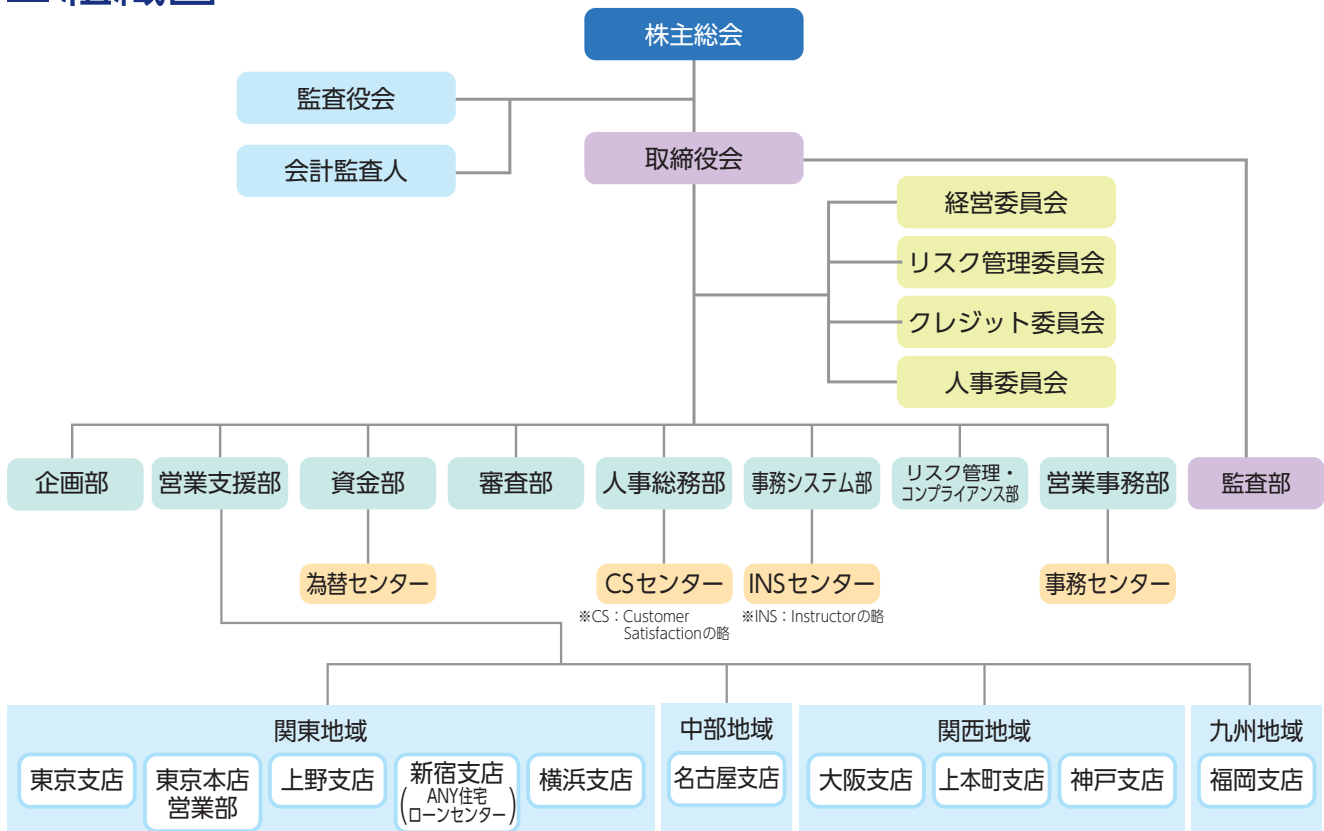 株主総会
監査役会
会計監査人
取締役会
経営委員会
リスク管理委員会
クレジット委員会
人事委員会
企画部
営業支援部
資金部
審査部
人事総務部
事務システム部
リスク管理・
コンプライアンス部
営業事務部
監査部
為替センター
CSセンター
INSセンター
事務センター
※CS：Customer
Satisfactionの略
※INS：Instructorの略
関東地域
東京支店
東京本店
営業部
上野支店
新宿支店
(ANY住宅
ローンセンター)
横浜支店
中部地域
名古屋支店
関西地域
大阪支店
上本町支店
神戸支店
九州地域
福岡支店